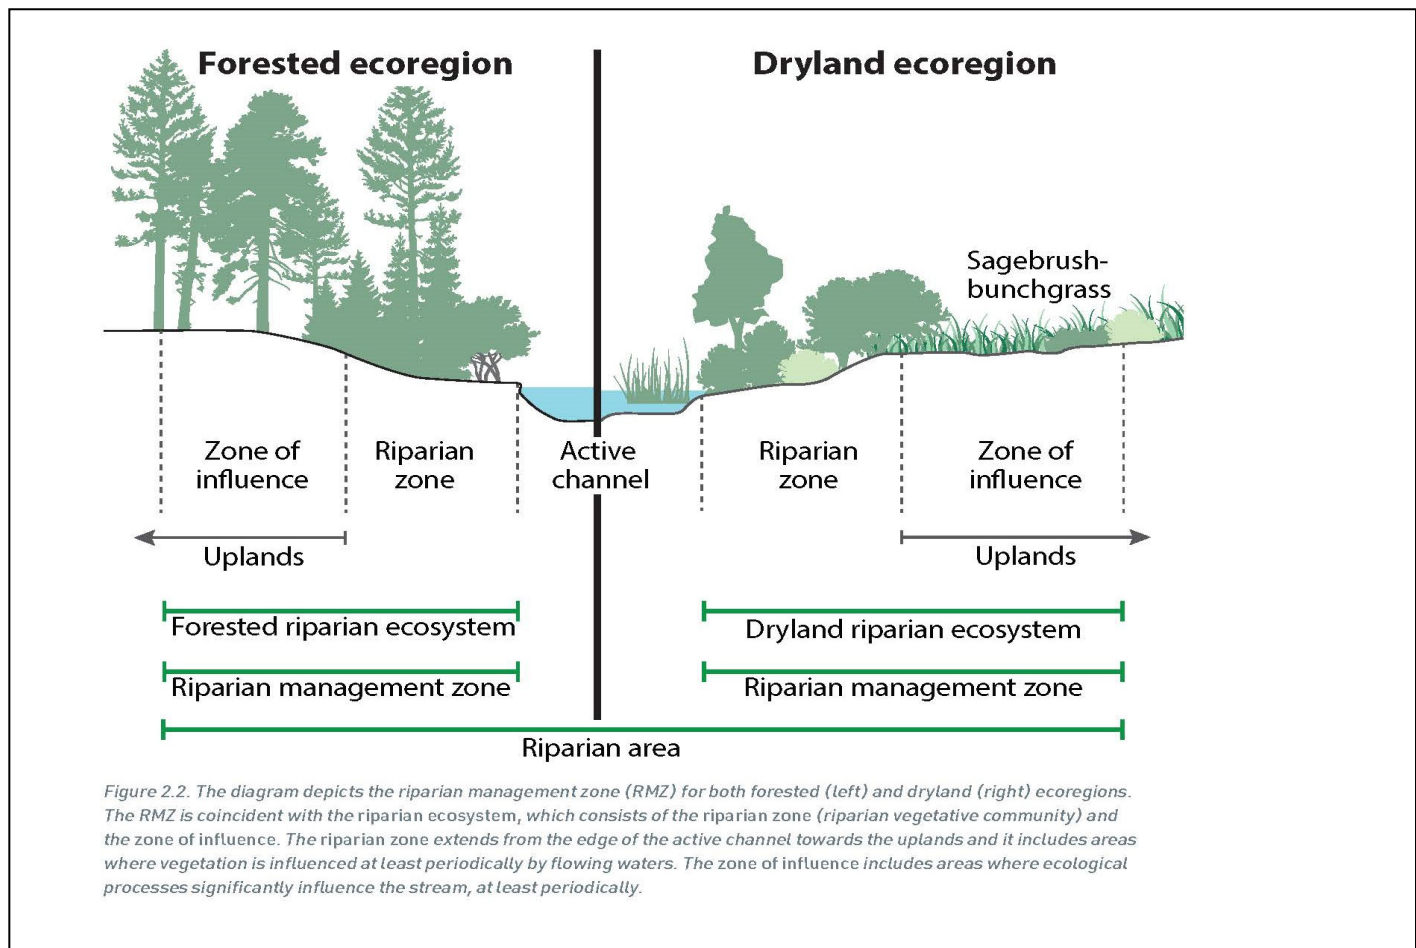 Forested ecoregion
Dryland ecoregion
Sagebrush-
bunchgrass
Zone of
influence
Riparian
zone
Active
channel
Riparian
zone
Zone of
influence
Uplands
Uplands
Forested riparian ecosystem
Dryland riparian ecosystem
Riparian management zone
Riparian management zone
Riparian area
Figure 2.2. The diagram depicts the riparian management zone (RMZ) for both forested (left) and dryland (right) ecoregions.
The RMZ is coincident with the riparian ecosystem, which consists of the riparian zone (riparian vegetative community) and
the zone of influence. The riparian zone extends from the edge of the active channel towards the uplands and it includes areas
where vegetation is influenced at least periodically by flowing waters. The zone of influence includes areas where ecological
processes significantly influence the stream, at least periodically.